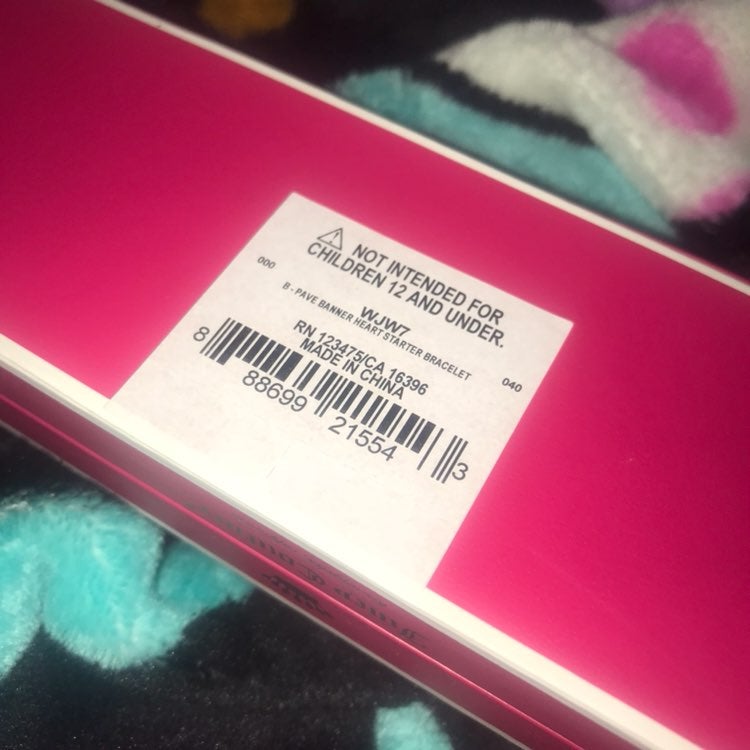 ⚠ NOT INTENDED FOR
CHILDREN 12 AND UNDER.
000
WJW7
B - PAVE BANNER HEART STARTER BRACELET
040
RN 123475/CA 16396
MADE IN CHINA
8 88699 21554 3